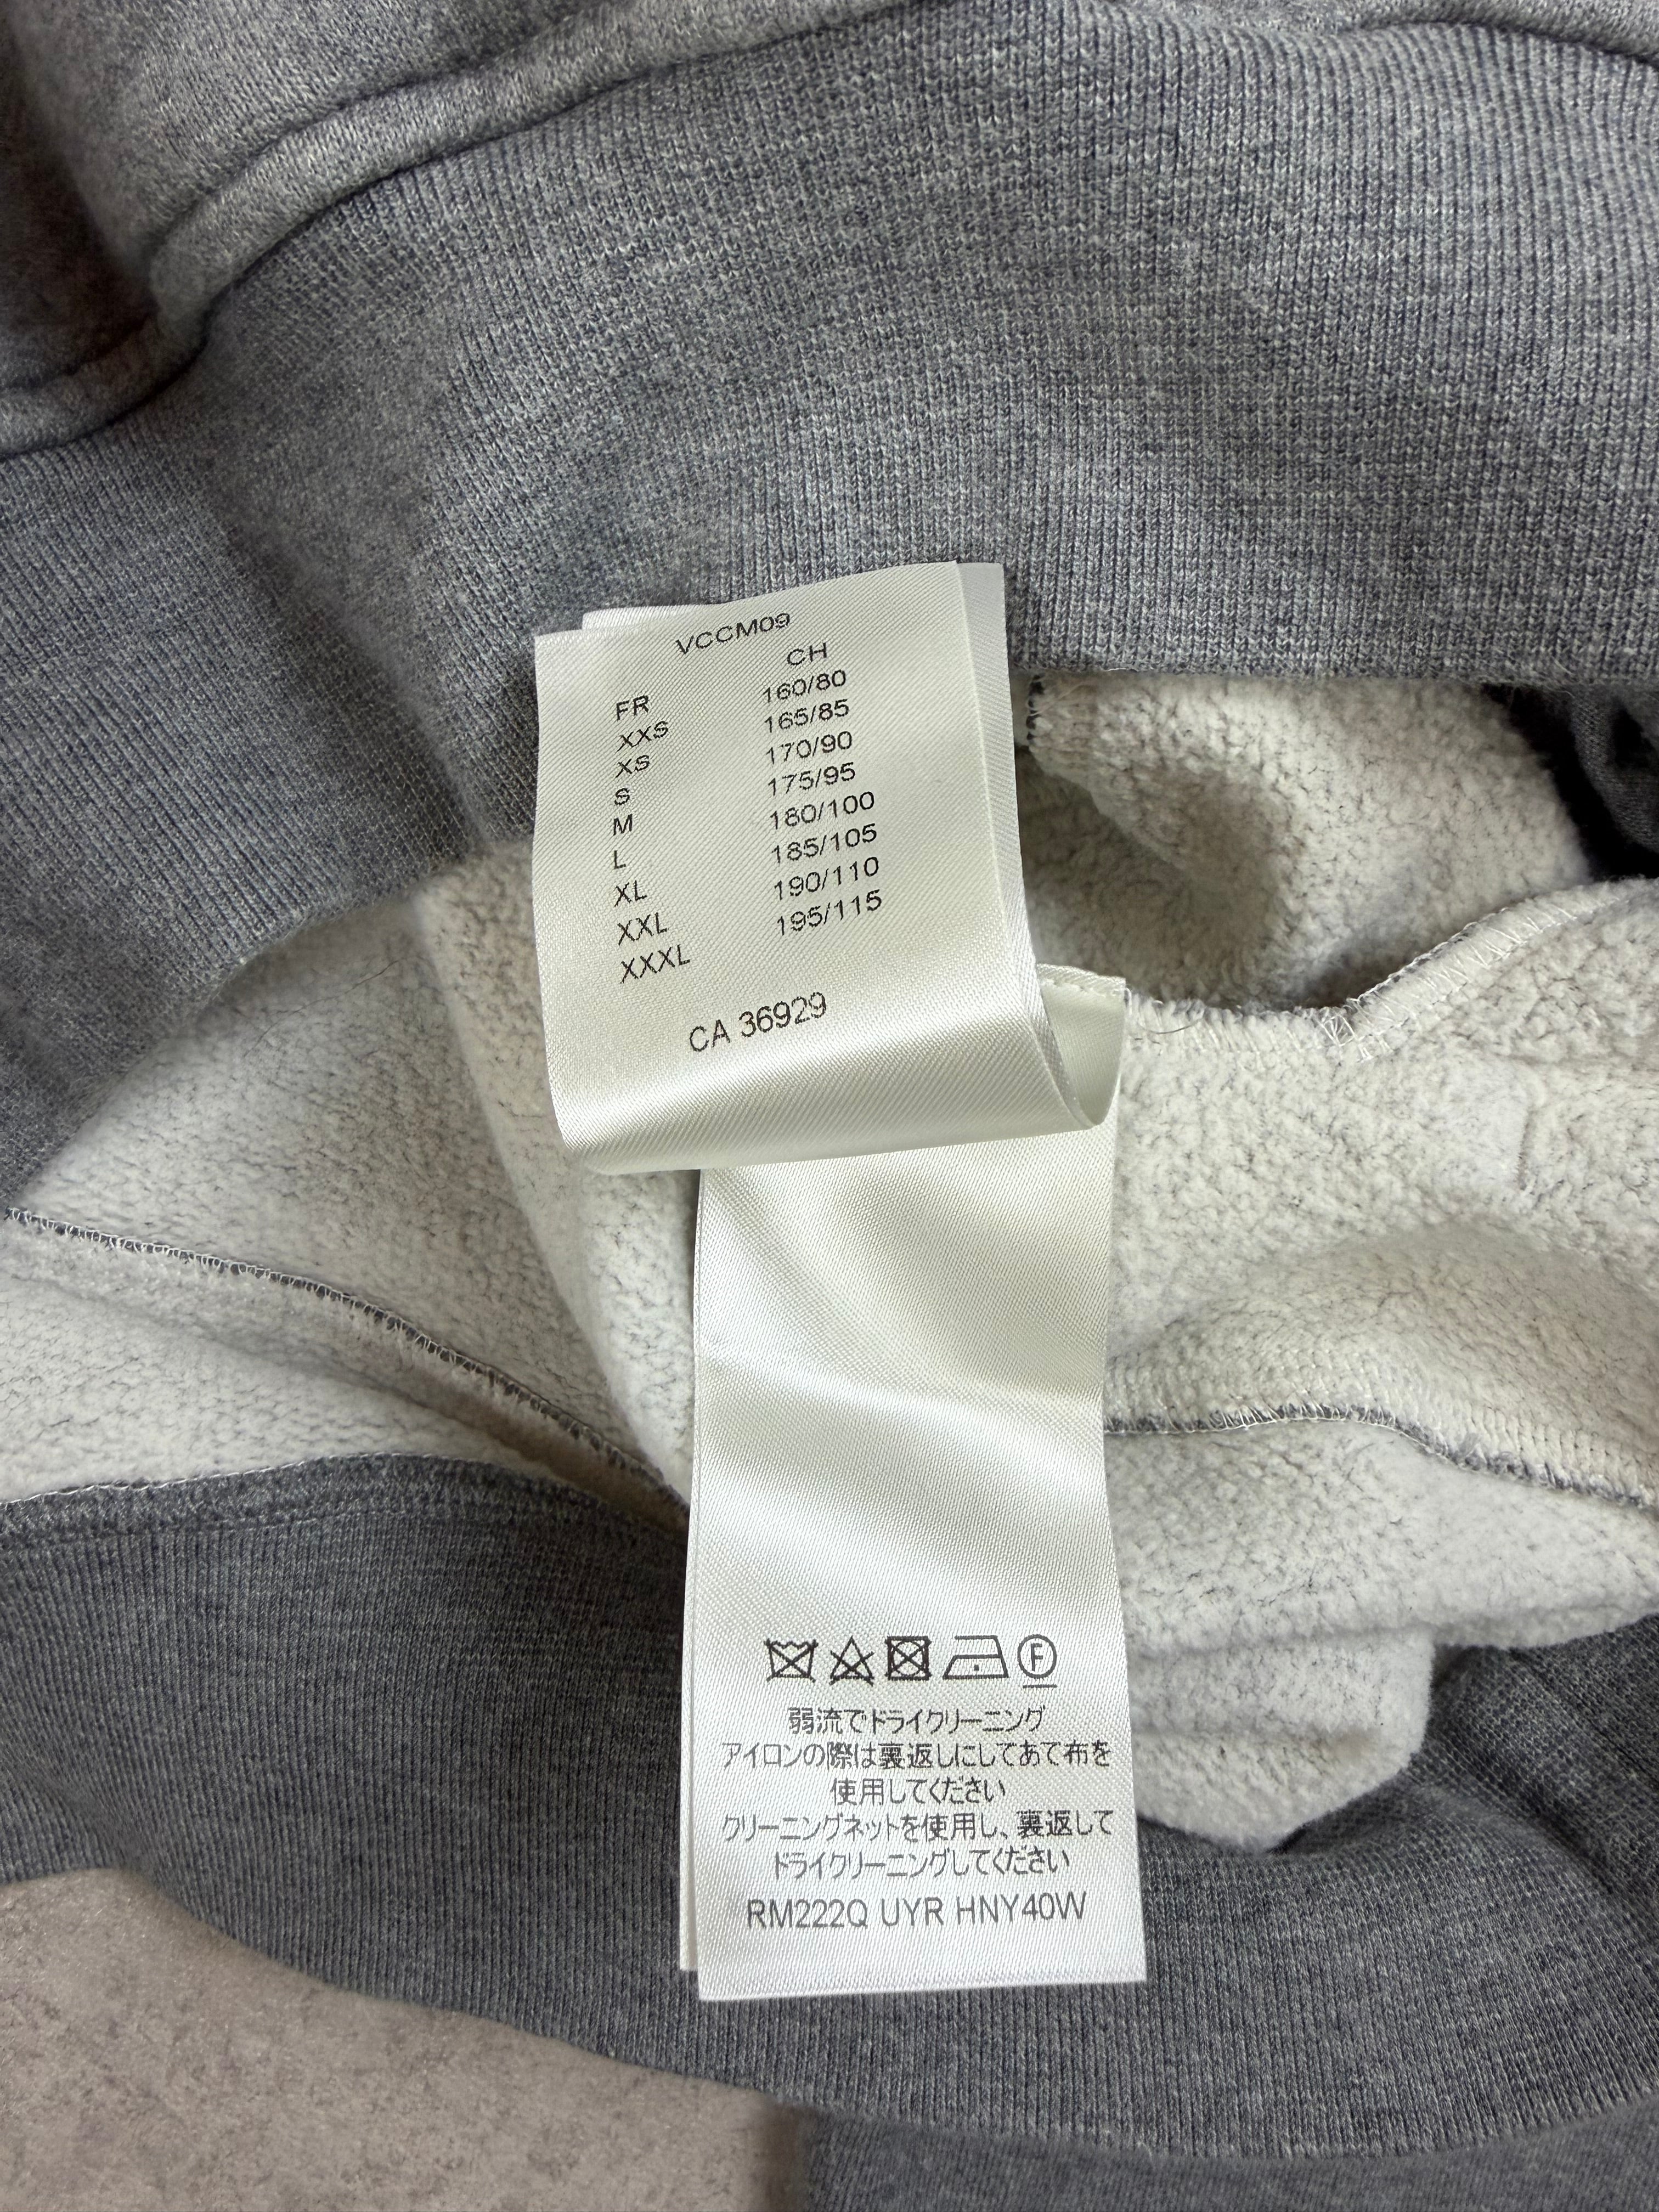 VCCM09
FR CH
XXS 160/80
XS 165/85
S 170/90
M 175/95
L 180/100
XL 185/105
XXL 190/110
XXXL 195/115
CA 36929
F
弱流でドライクリーニング
アイロンの際は裏返しにしてあて布を
使用してください
クリーニングネットを使用し、裏返して
ドライクリーニングしてください
RM222Q UYR HNY40W